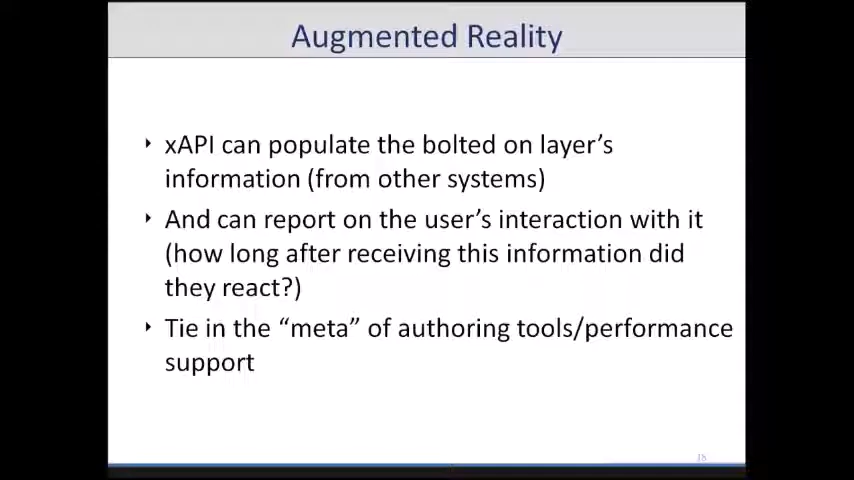 Augmented Reality
‣ xAPI can populate the bolted on layer’s
information (from other systems)
‣ And can report on the user’s interaction with it
(how long after receiving this information did
they react?)
‣ Tie in the “meta” of authoring tools/performance
support
18